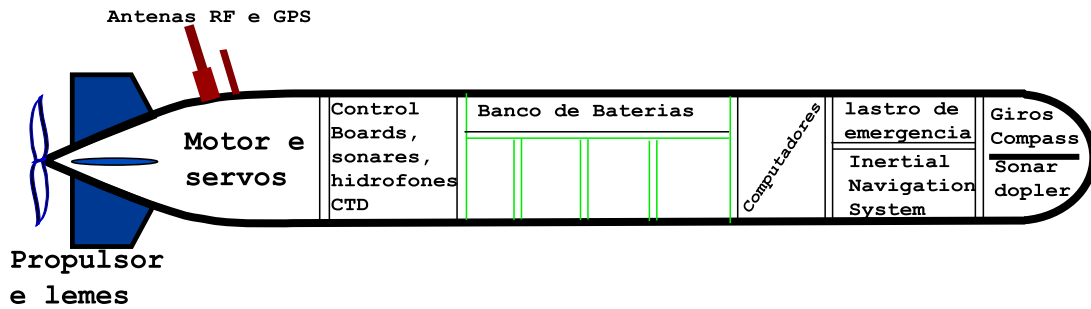 Antenas RF e GPS
Motor e
servos
Control
Boards,
sonares,
hidrofones
CTD
Banco de Baterias
Computadores
lastro de
emergencia
Inertial
Navigation
System
Giros
Compass
Sonar
dopler
Propulsor
e lemes